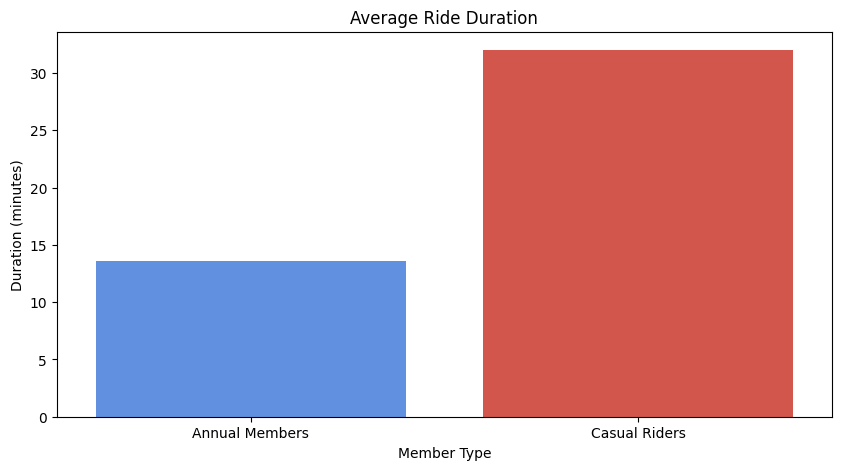 Average Ride Duration
Duration (minutes)
30
25
20
15
10
5
0
Annual Members
Casual Riders
Member Type